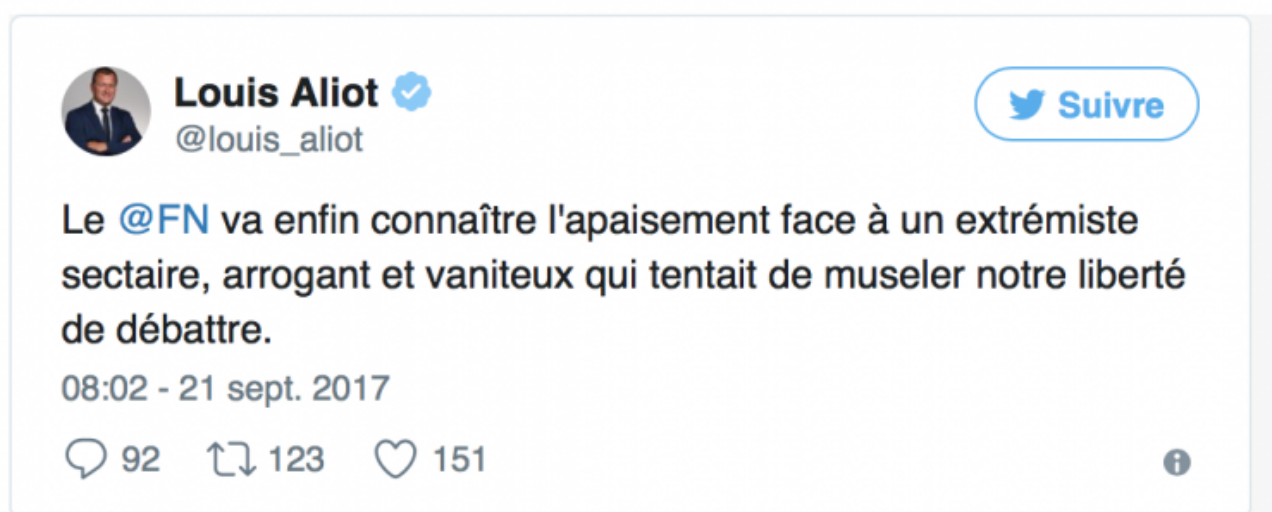 Louis Aliot
@louis_aliot
Suivre
Le @FN va enfin connaître l'apaisement face à un extrémiste
sectaire, arrogant et vaniteux qui tentait de museler notre liberté
de débattre.
08:02 - 21 sept. 2017
92 123 151